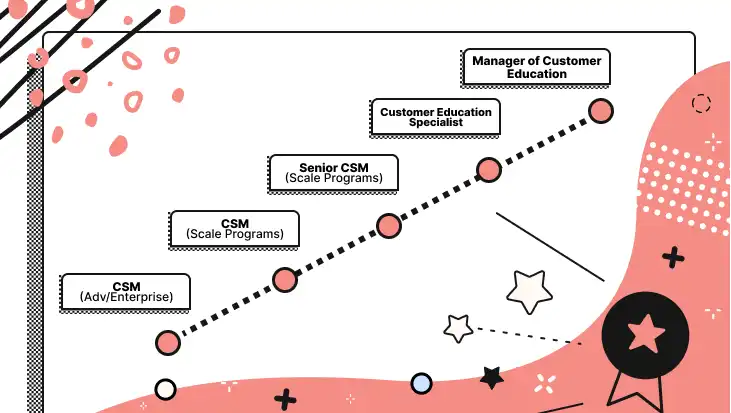 Manager of Customer
Education
Customer Education
Specialist
Senior CSM
(Scale Programs)
CSM
(Scale Programs)
CSM
(Adv/Enterprise)